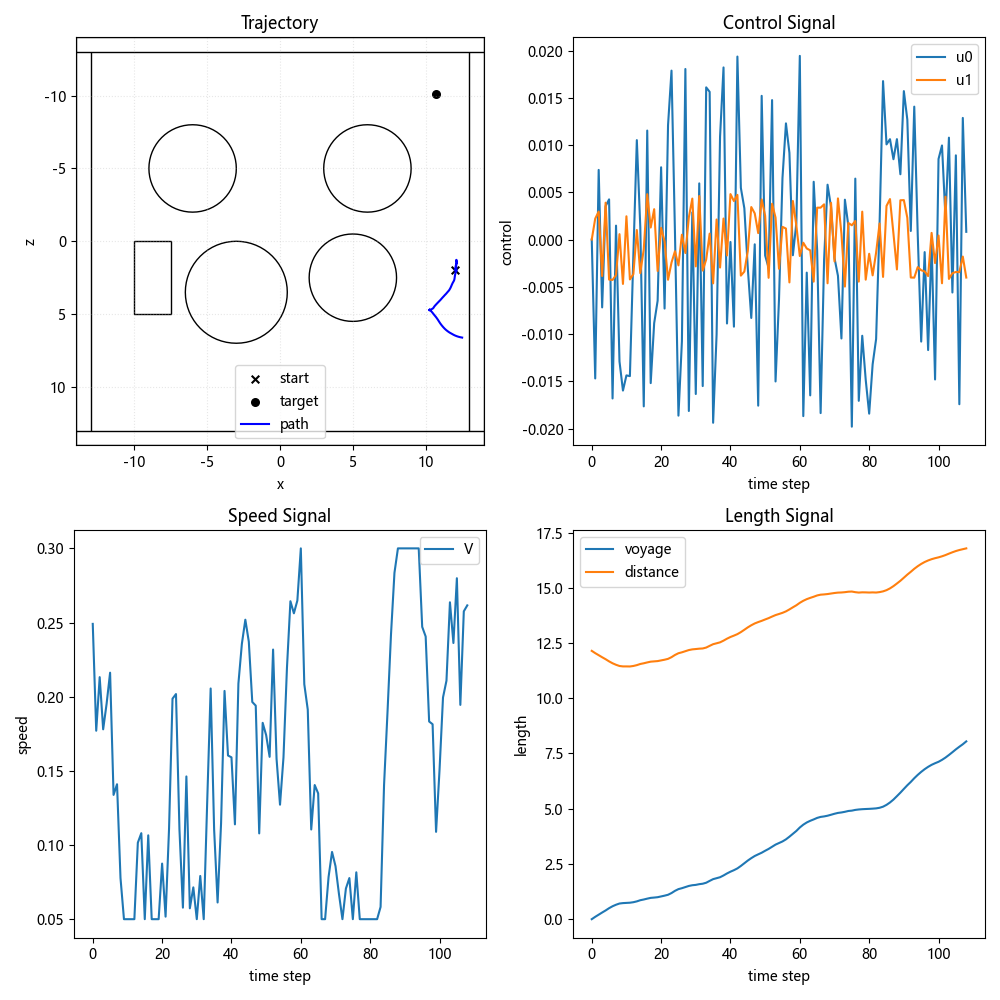 Trajectory
z
-10
-5
0
5
10
-10 -5 0 5 10
x
start
target
path
Control Signal
control
0.020
0.015
0.010
0.005
0.000
-0.005
-0.010
-0.015
-0.020
0 20 40 60 80 100
time step
u0
u1
Speed Signal
speed
0.30
0.25
0.20
0.15
0.10
0.05
0 20 40 60 80 100
time step
V
Length Signal
length
17.5
15.0
12.5
10.0
7.5
5.0
2.5
0.0
0 20 40 60 80 100
time step
voyage
distance